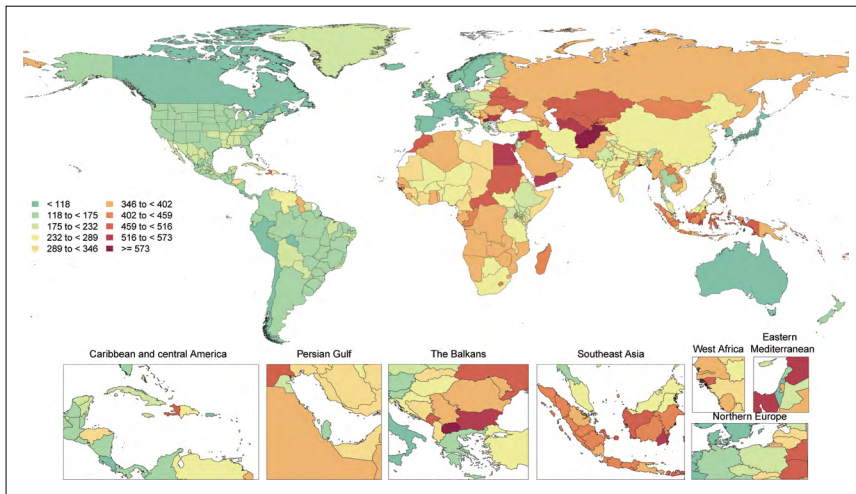 < 118
118 to < 175
175 to < 232
232 to < 289
289 to < 346
346 to < 402
402 to < 459
459 to < 516
516 to < 573
>= 573
Caribbean and central America
Persian Gulf
The Balkans
Southeast Asia
West Africa
Eastern
Mediterranean
Northern Europe